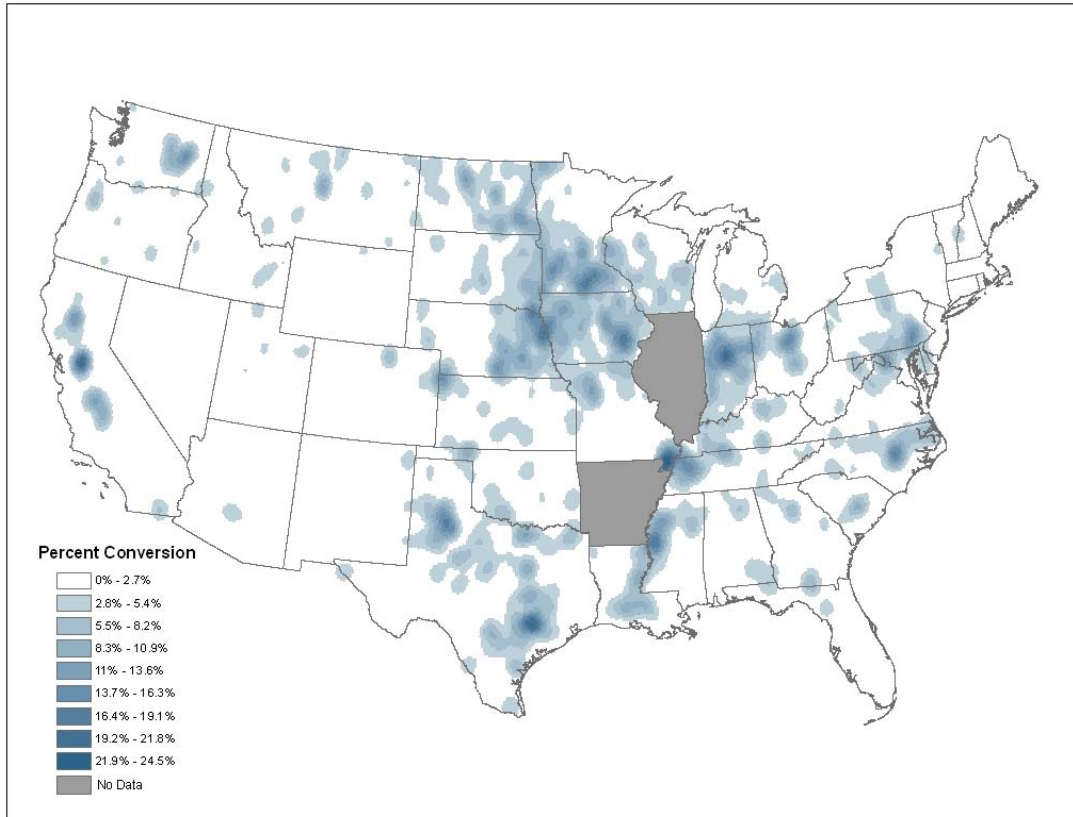 Percent Conversion
0% - 2.7%
2.8% - 5.4%
5.5% - 8.2%
8.3% - 10.9%
11% - 13.6%
13.7% - 16.3%
16.4% - 19.1%
19.2% - 21.8%
21.9% - 24.5%
No Data